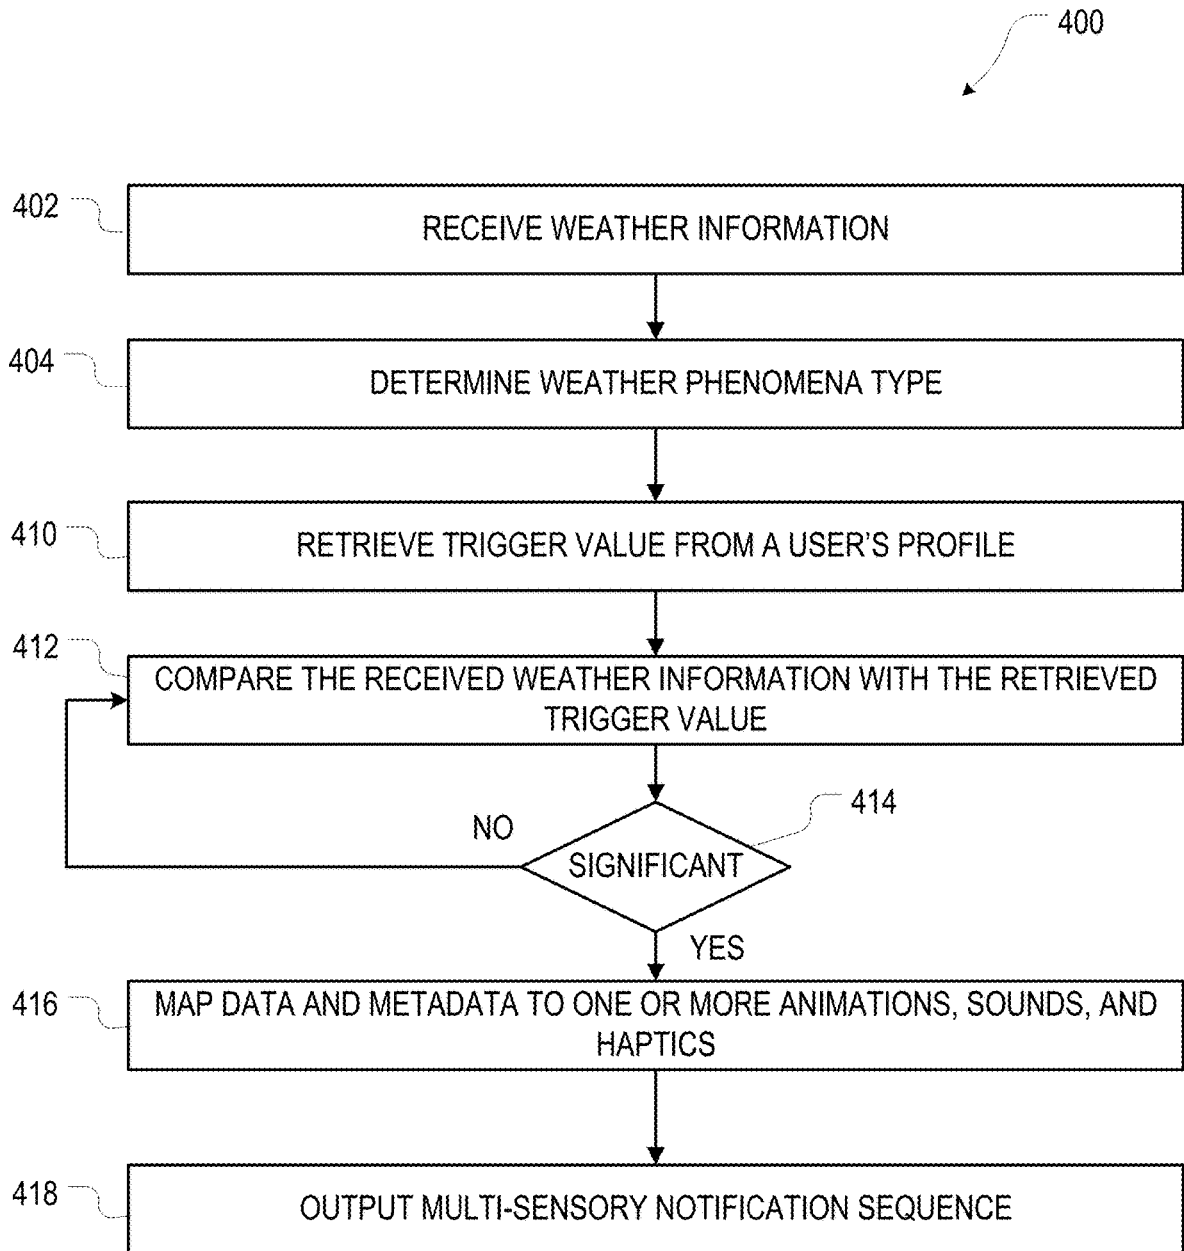 400
402
RECEIVE WEATHER INFORMATION
404
DETERMINE WEATHER PHENOMENA TYPE
410
RETRIEVE TRIGGER VALUE FROM A USER'S PROFILE
412
COMPARE THE RECEIVED WEATHER INFORMATION WITH THE RETRIEVED
TRIGGER VALUE
414
NO
SIGNIFICANT
YES
416
MAP DATA AND METADATA TO ONE OR MORE ANIMATIONS, SOUNDS, AND
HAPTICS
418
OUTPUT MULTI-SENSORY NOTIFICATION SEQUENCE